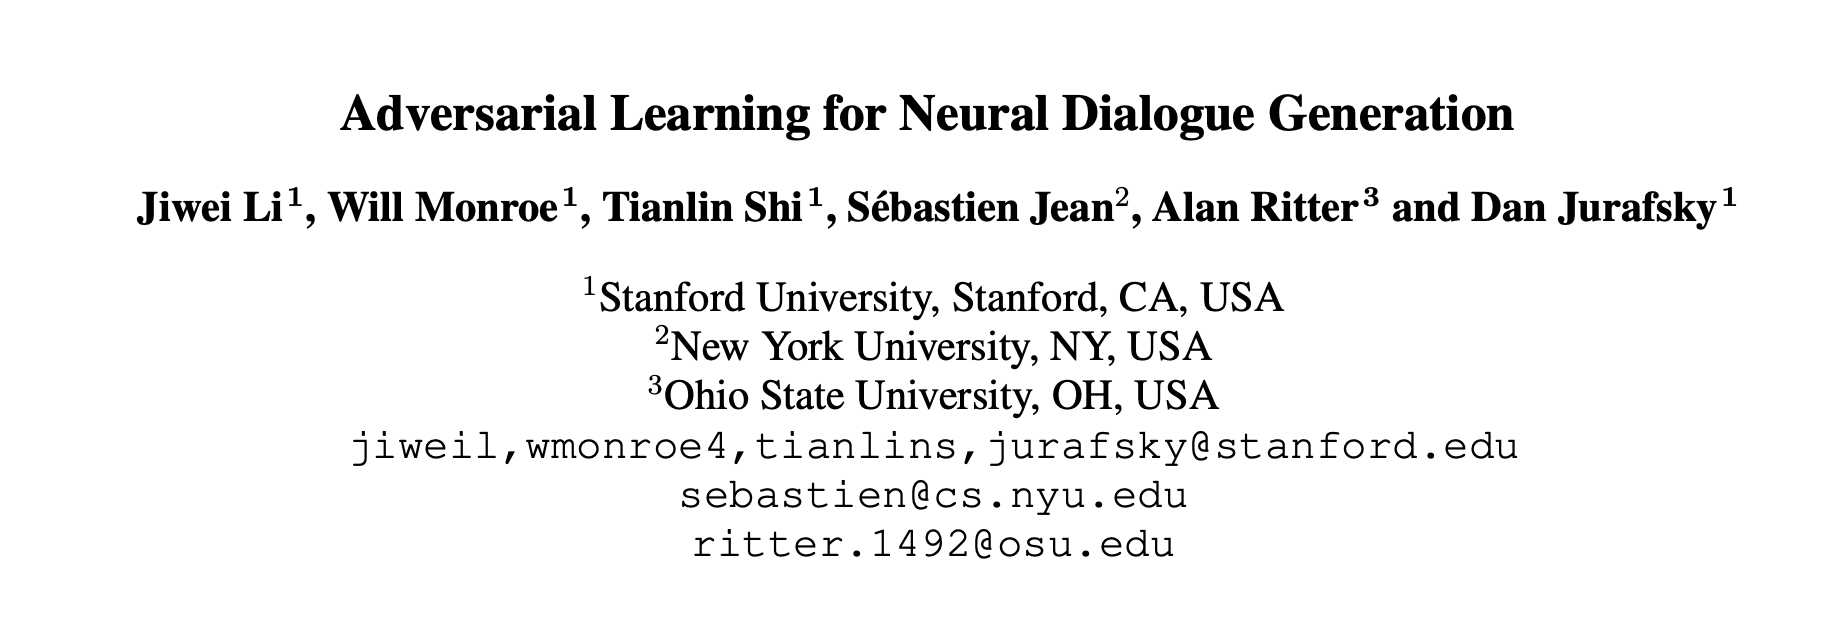 Adversarial Learning for Neural Dialogue Generation
Jiwei Li¹, Will Monroe¹, Tianlin Shi¹, Sébastien Jean², Alan Ritter³ and Dan Jurafsky¹
¹Stanford University, Stanford, CA, USA
²New York University, NY, USA
³Ohio State University, OH, USA
jiweil,wmonroe4,tianlins,jurafsky@stanford.edu
sebastien@cs.nyu.edu
ritter.1492@osu.edu